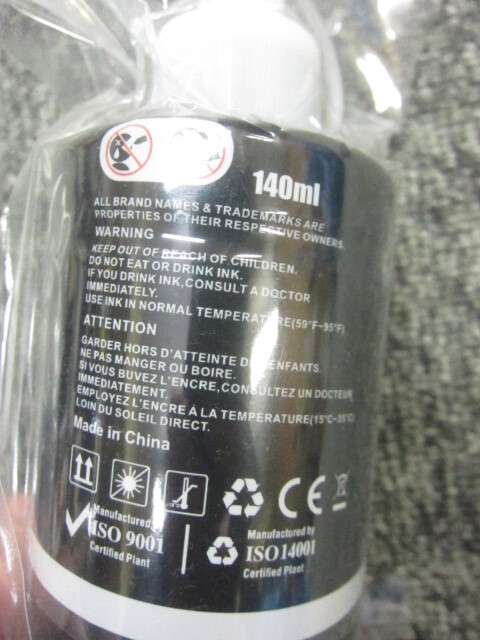 140ml
ALL BRAND NAMES & TRADEMARKS ARE
PROPERTIES OF THEIR RESPECTIVE OWNERS.
WARNING
KEEP OUT OF REACH OF CHILDREN.
DO NOT EAT OR DRINK INK.
IF YOU DRINK INK,CONSULT A DOCTOR
IMMEDIATELY.
USE INK IN NORMAL TEMPERATURE(59°F~95°F)
ATTENTION
GARDER HORS D'ATTEINTE DES ENFANTS.
NE PAS MANGER OU BOIRE.
SI VOUS BUVEZ L'ENCRE,CONSULTEZ UN DOCTEUR
IMMEDIATEMENT.
EMPLOYEZ L'ENCRE À LA TEMPERATURE(15°C~35°C)
LOIN DU SOLEIL DIRECT.
Made in China
CE
Manufactured by
ISO 9001
Certified Plant
Manufactured by
ISO14001
Certified Plant